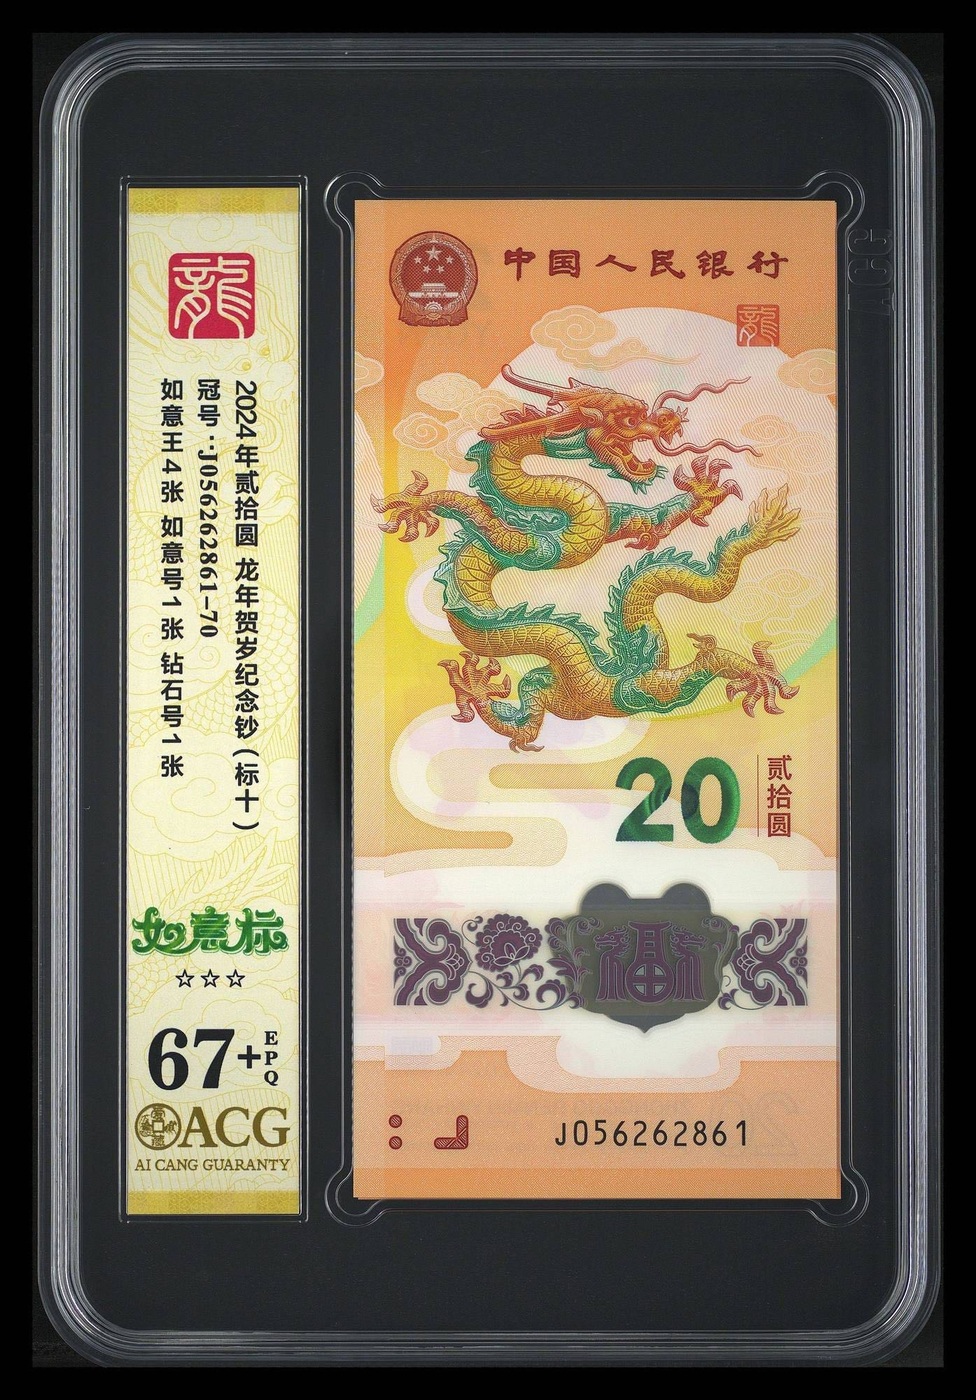 龍
2024年贰拾圆 龙年贺岁纪念钞(标十)
冠号:J056262861-70
如意王4张 如意号1张 钻石号1张
如意标
☆☆☆
67+
EPQ
ACG
AI CANG GUARANTY
中国人民银行
龍
20
贰拾圆
福
J056262861
ACG